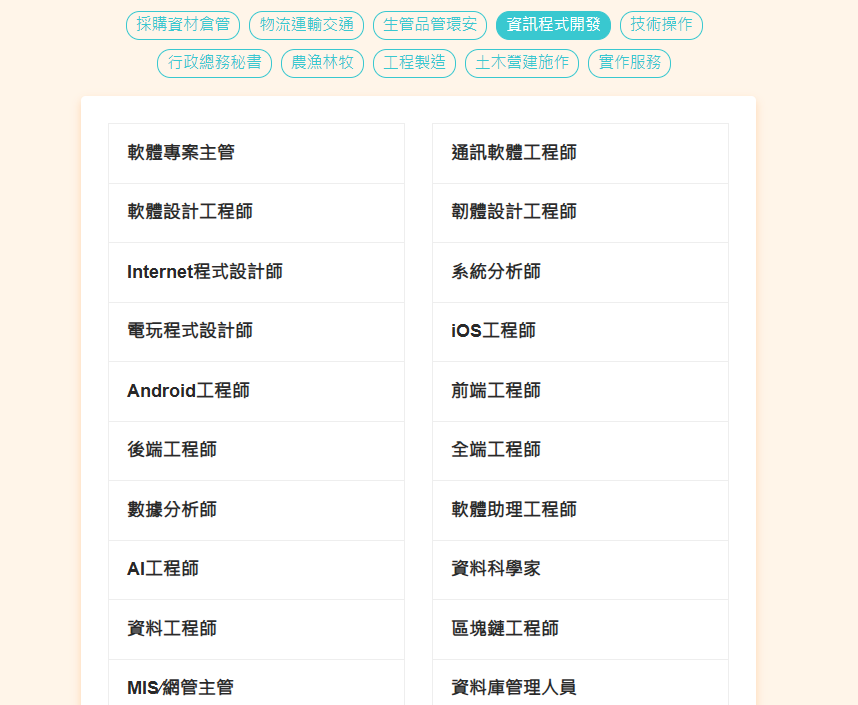 採購資材倉管 物流運輸交通 生管品管環安 資訊程式開發 技術操作
行政總務秘書 農漁林牧 工程製造 土木營建施作 實作服務
軟體專案主管 通訊軟體工程師
軟體設計工程師 韌體設計工程師
Internet程式設計師 系統分析師
電玩程式設計師 iOS工程師
Android工程師 前端工程師
後端工程師 全端工程師
數據分析師 軟體助理工程師
AI工程師 資料科學家
資料工程師 區塊鏈工程師
MIS∕網管主管 資料庫管理人員